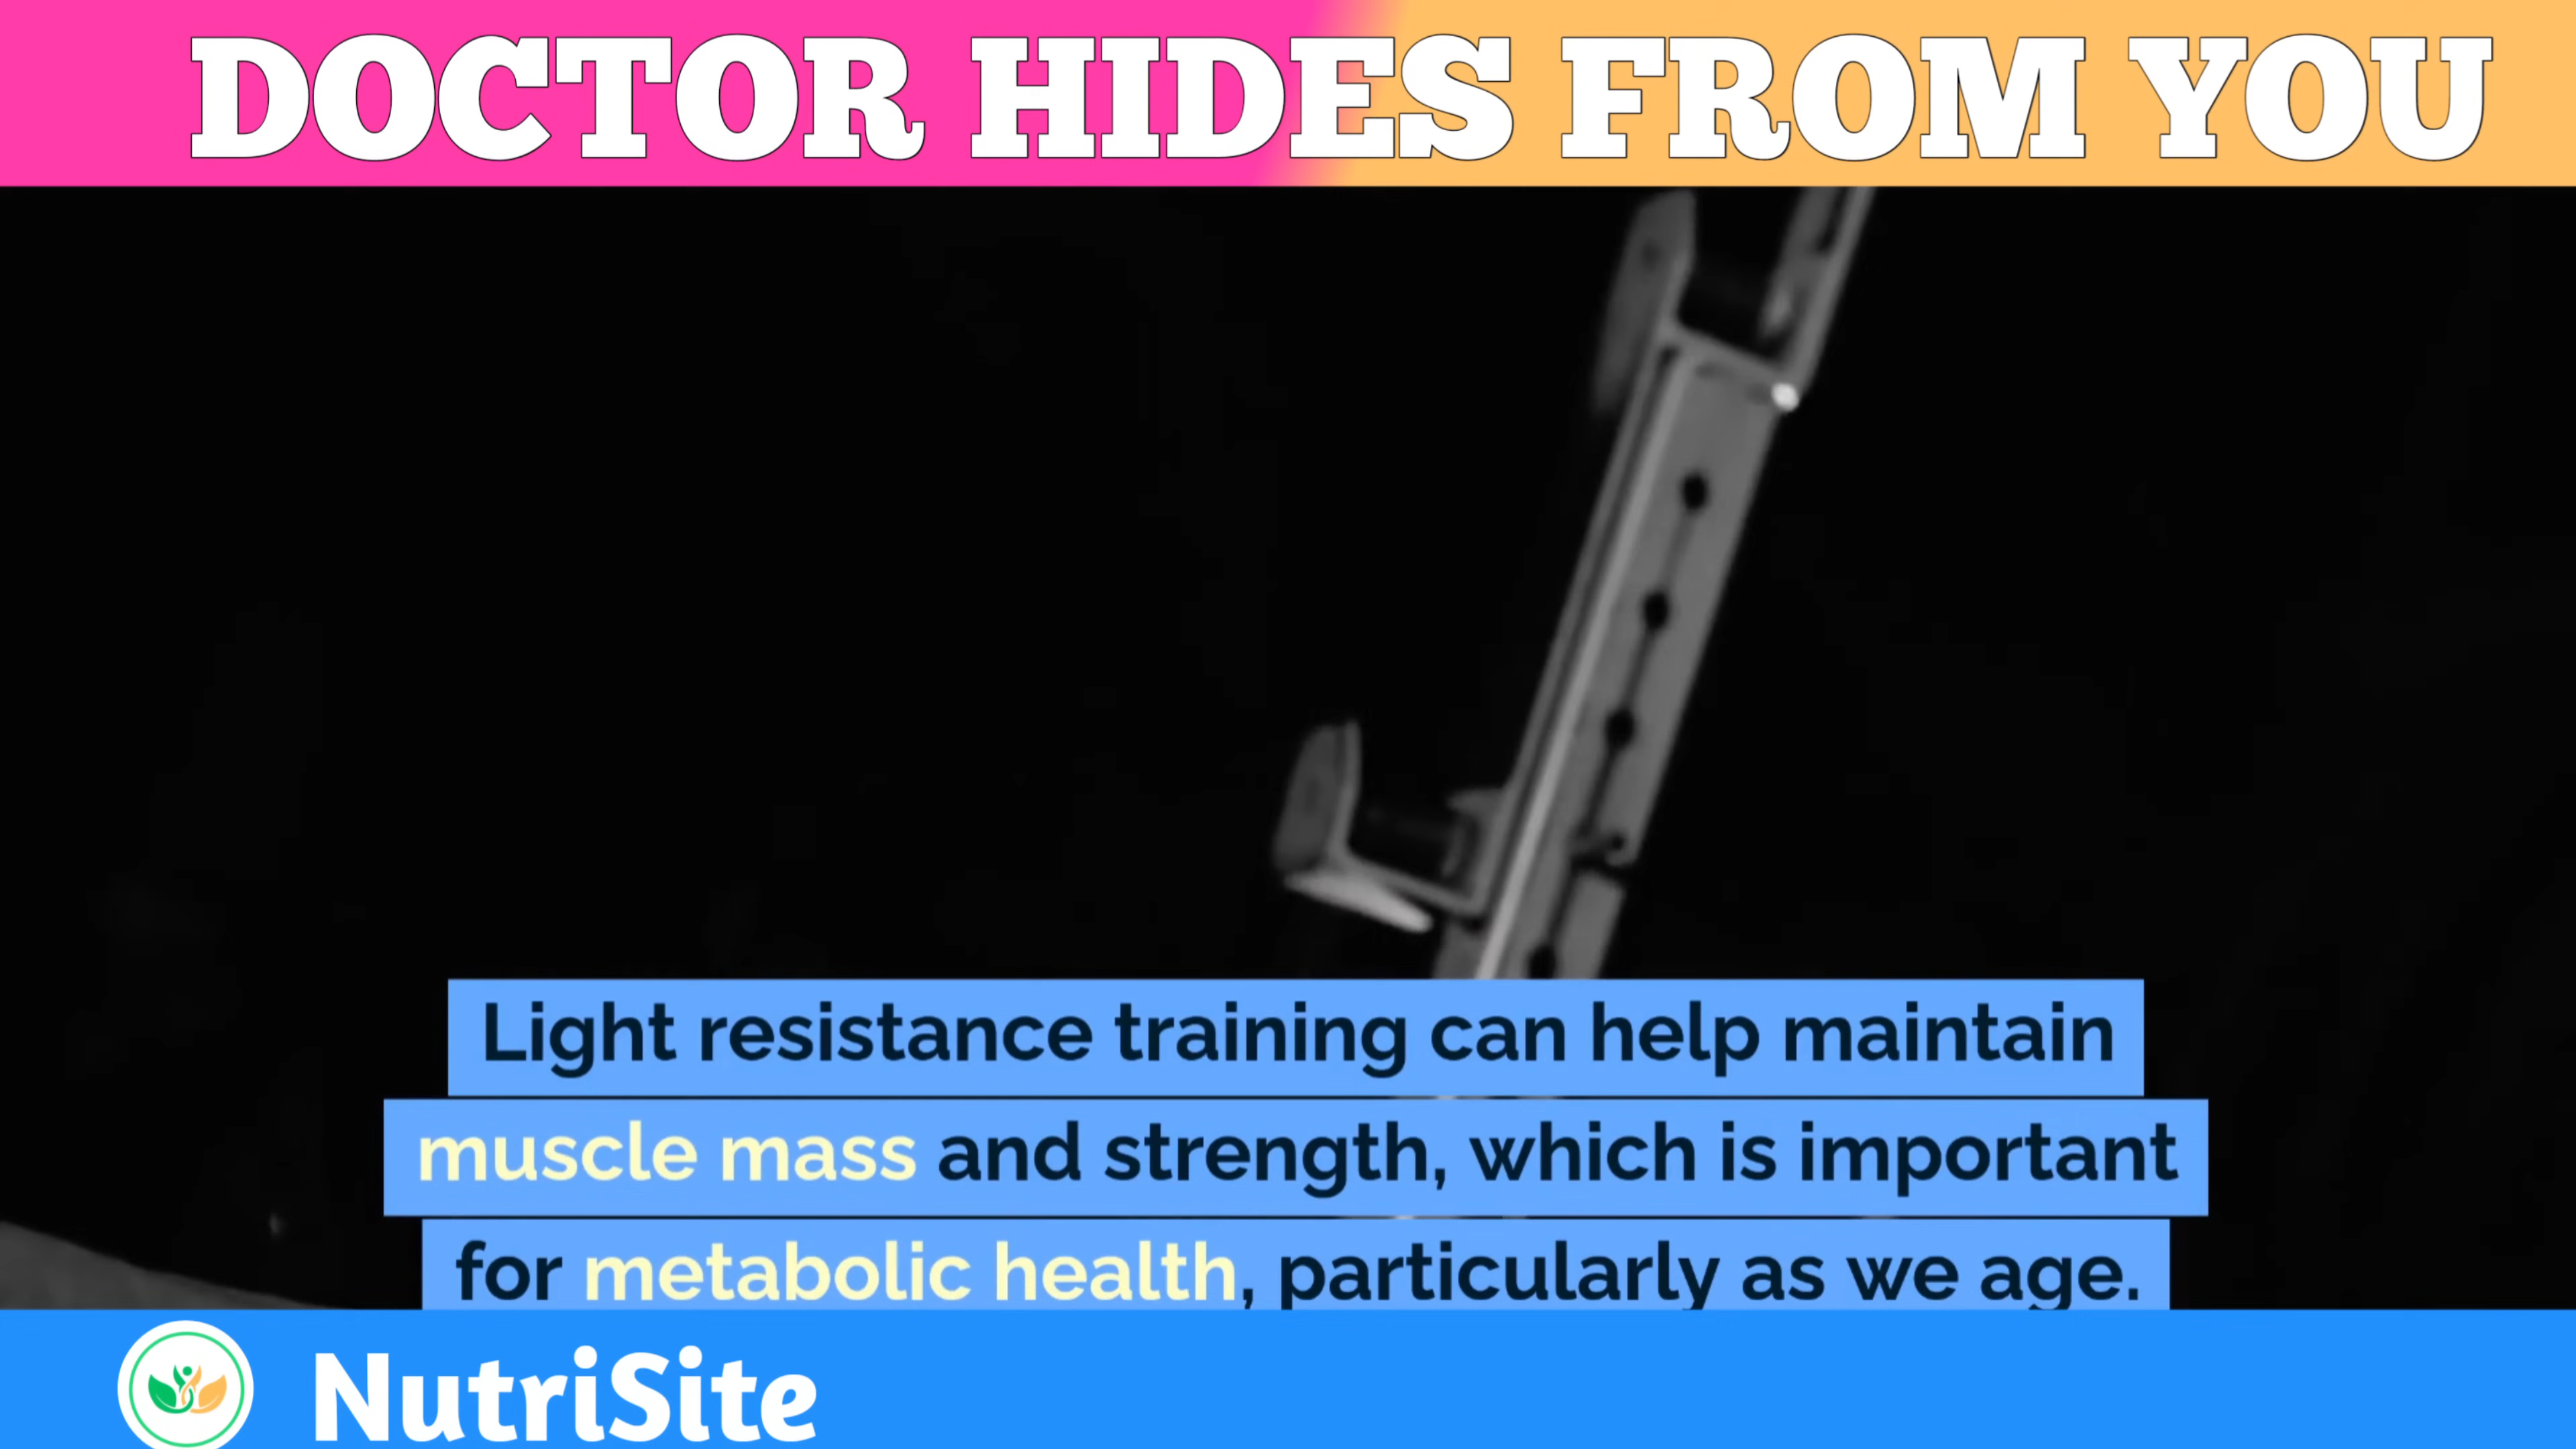 DOCTOR HIDES FROM YOU
Light resistance training can help maintain
muscle mass and strength, which is important
for metabolic health, particularly as we age.
NutriSite